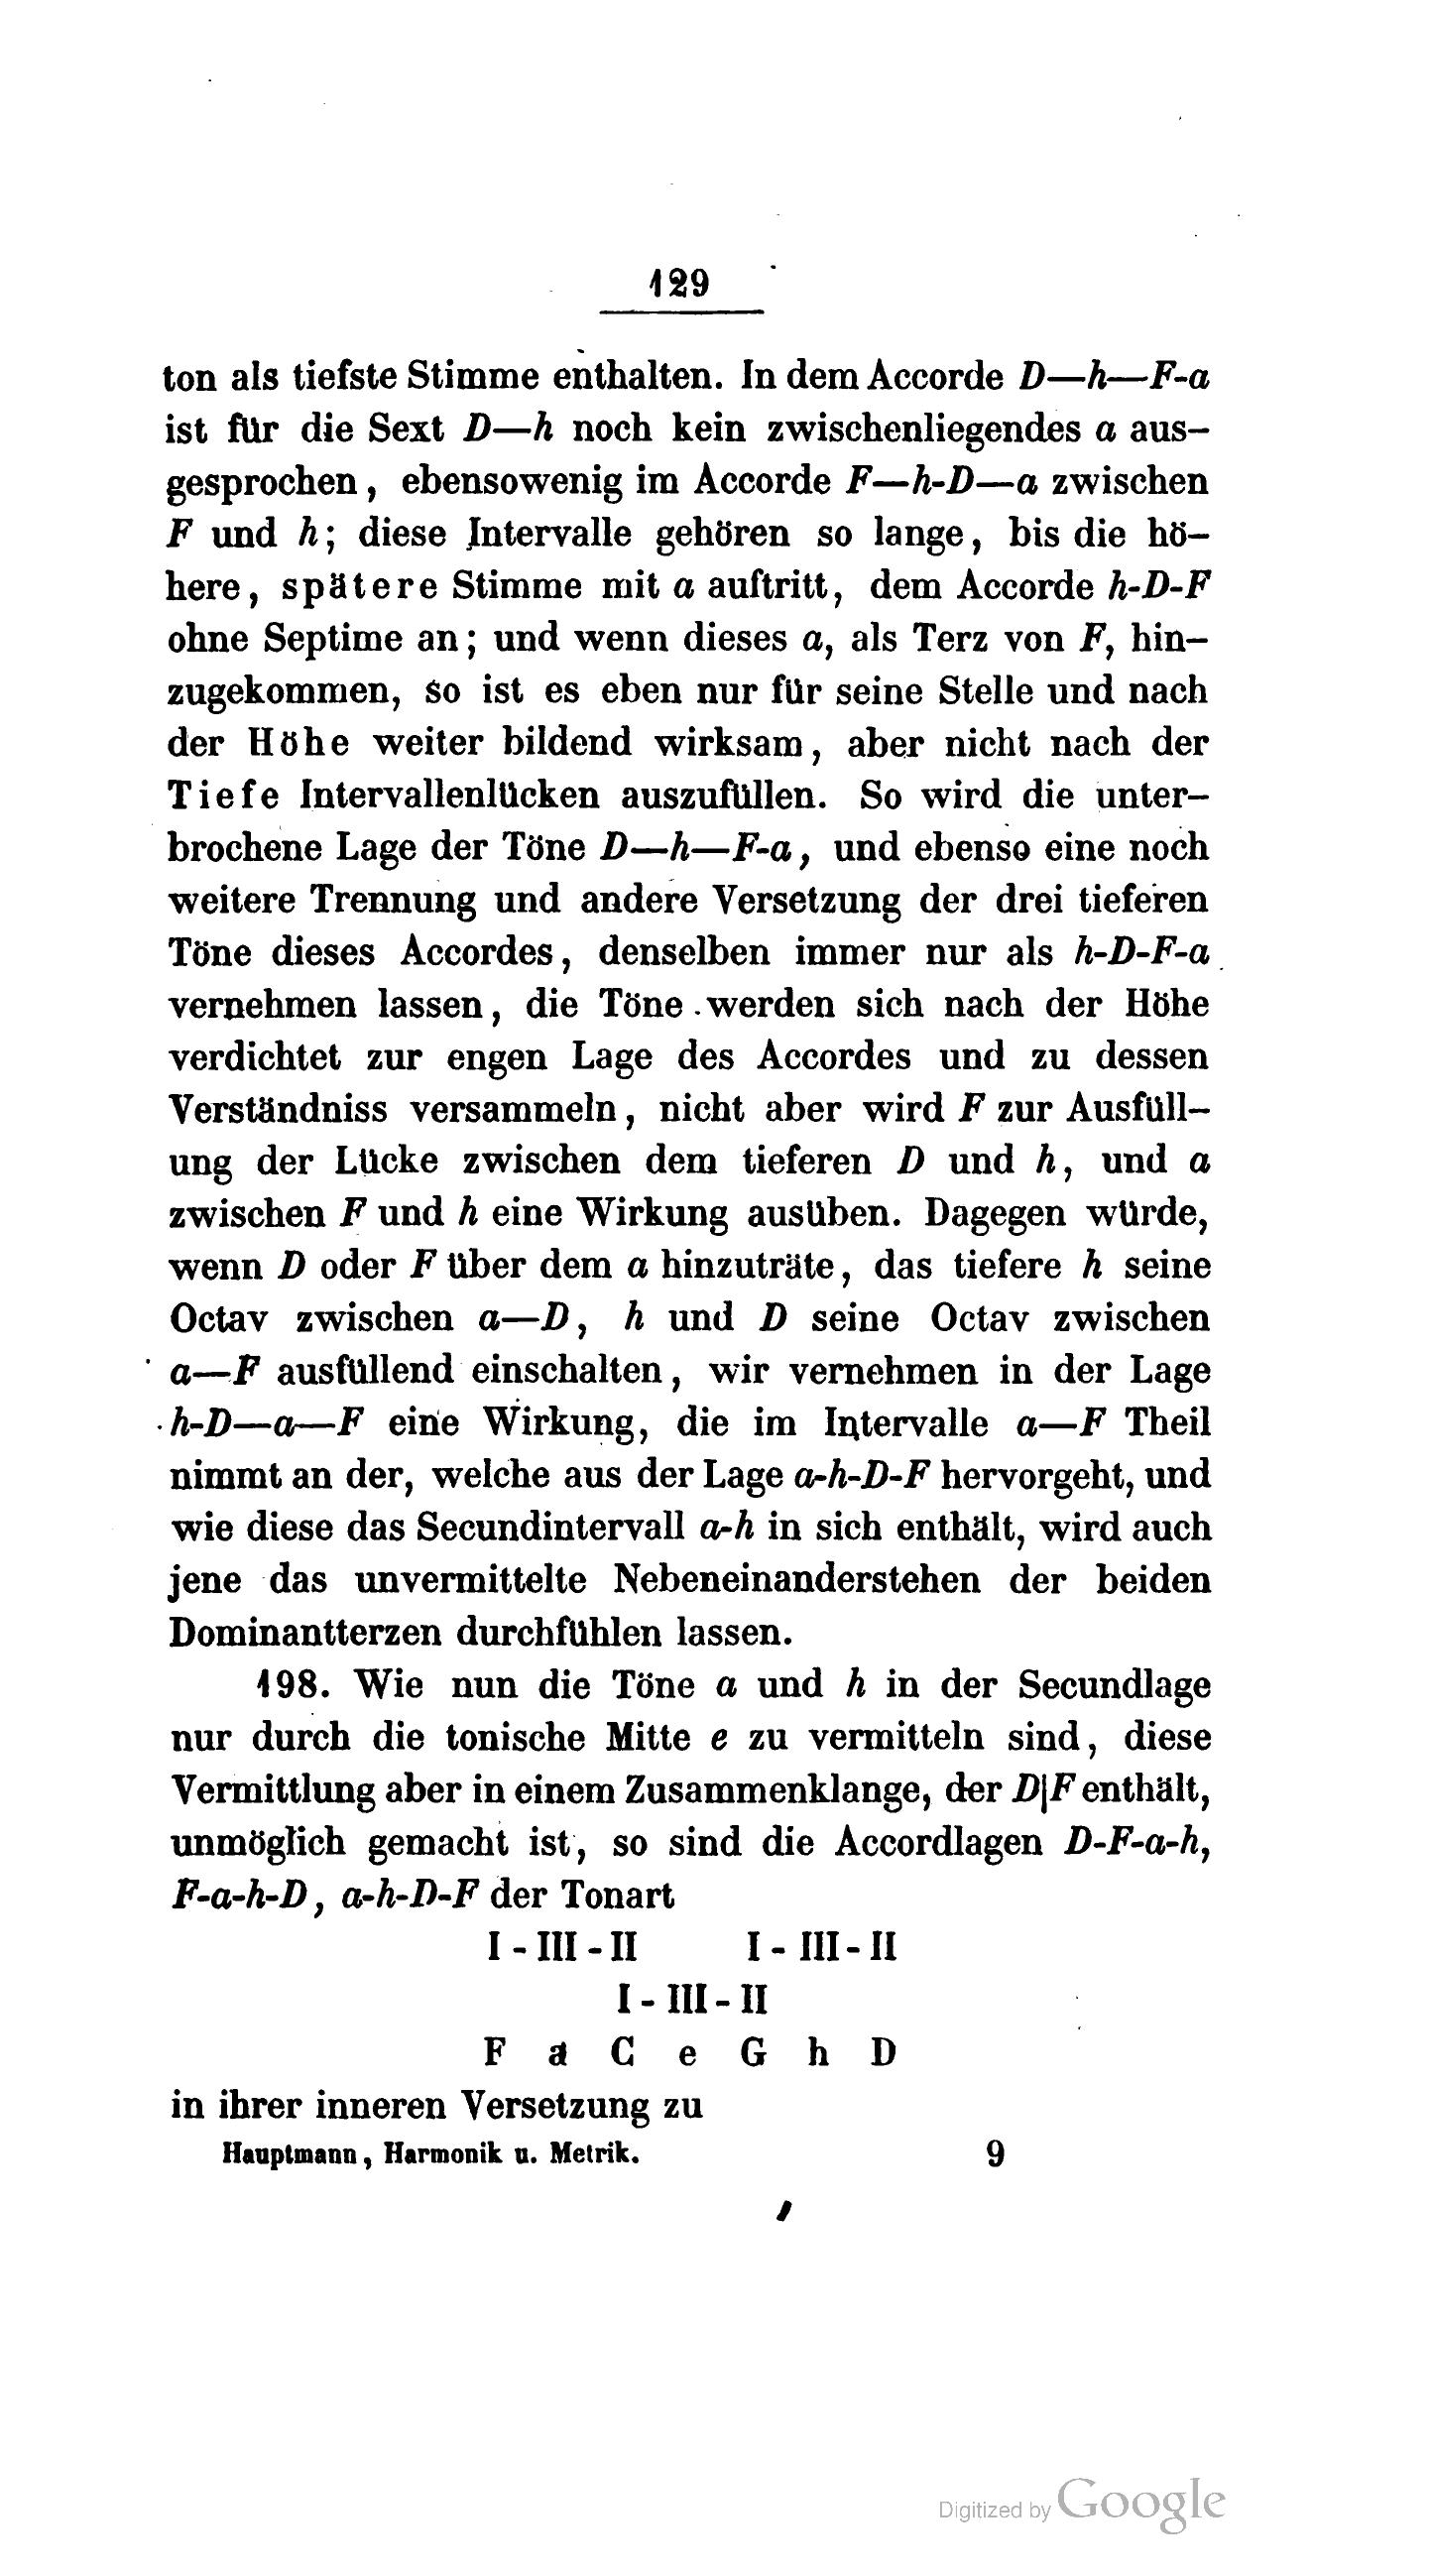 129
ton als tiefste Stimme enthalten. In dem Accorde D—h—F-a
ist für die Sext D—h noch kein zwischenliegendes a aus-
gesprochen, ebensowenig im Accorde F—h-D—a zwischen
F und h; diese Intervalle gehören so lange, bis die hö-
here, spätere Stimme mit a auftritt, dem Accorde h-D-F
ohne Septime an; und wenn dieses a, als Terz von F, hin-
zugekommen, so ist es eben nur für seine Stelle und nach
der Höhe weiter bildend wirksam, aber nicht nach der
Tiefe Intervallenlücken auszufüllen. So wird die unter-
brochene Lage der Töne D—h—F-a, und ebenso eine noch
weitere Trennung und andere Versetzung der drei tieferen
Töne dieses Accordes, denselben immer nur als h-D-F-a
vernehmen lassen, die Töne werden sich nach der Höhe
verdichtet zur engen Lage des Accordes und zu dessen
Verständniss versammeln, nicht aber wird F zur Ausfüll-
ung der Lücke zwischen dem tieferen D und h, und a
zwischen F und h eine Wirkung ausüben. Dagegen würde,
wenn D oder F über dem a hinzuträte, das tiefere h seine
Octav zwischen a—D, h und D seine Octav zwischen
a—F ausfüllend einschalten, wir vernehmen in der Lage
h-D—a—F eine Wirkung, die im Intervalle a—F Theil
nimmt an der, welche aus der Lage a-h-D-F hervorgeht, und
wie diese das Secundintervall a-h in sich enthält, wird auch
jene das unvermittelte Nebeneinanderstehen der beiden
Dominantterzen durchfühlen lassen.
198. Wie nun die Töne a und h in der Secundlage
nur durch die tonische Mitte e zu vermitteln sind, diese
Vermittlung aber in einem Zusammenklange, der D|F enthält,
unmöglich gemacht ist, so sind die Accordlagen D-F-a-h,
F-a-h-D, a-h-D-F der Tonart
I - III - II I - III - II
I - III - II
F a C e G h D
in ihrer inneren Versetzung zu
Hauptmann, Harmonik u. Metrik. 9
Digitized by Google